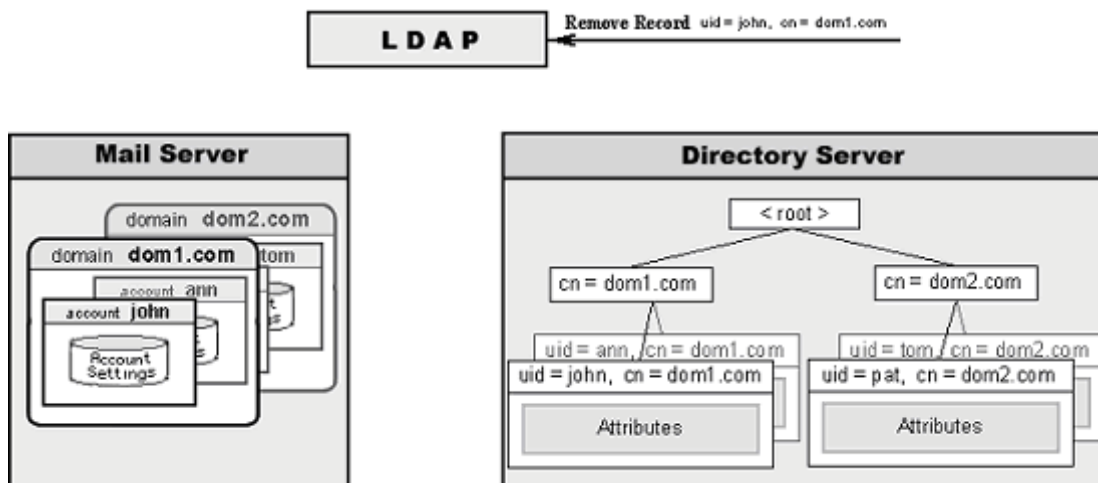 LDAP
Remove Record uid = john, cn = dom1.com
Mail Server
domain dom2.com
tom
domain dom1.com
account ann
account john
Account
Settings
Directory Server
< root >
cn = dom1.com
cn = dom2.com
uid = ann, cn = dom1.com
uid = john, cn = dom1.com
Attributes
uid = tom, cn = dom2.com
uid = pat, cn = dom2.com
Attributes